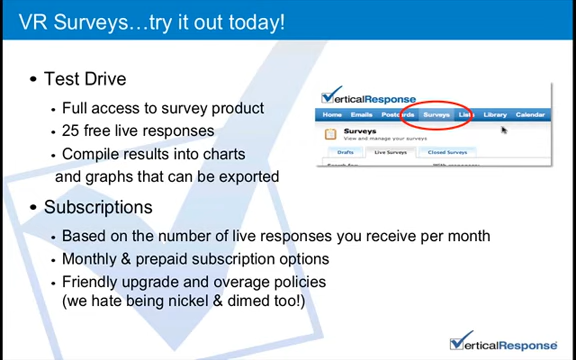 VR Surveys…try it out today!
• Test Drive
• Full access to survey product
• 25 free live responses
• Compile results into charts
and graphs that can be exported
• Subscriptions
• Based on the number of live responses you receive per month
• Monthly & prepaid subscription options
• Friendly upgrade and overage policies
(we hate being nickel & dimed too!)
VerticalResponse
Home Emails Postcards Surveys Lists Library Calendar
Surveys
View and manage your surveys
Drafts Live Surveys Closed Surveys
VerticalResponse